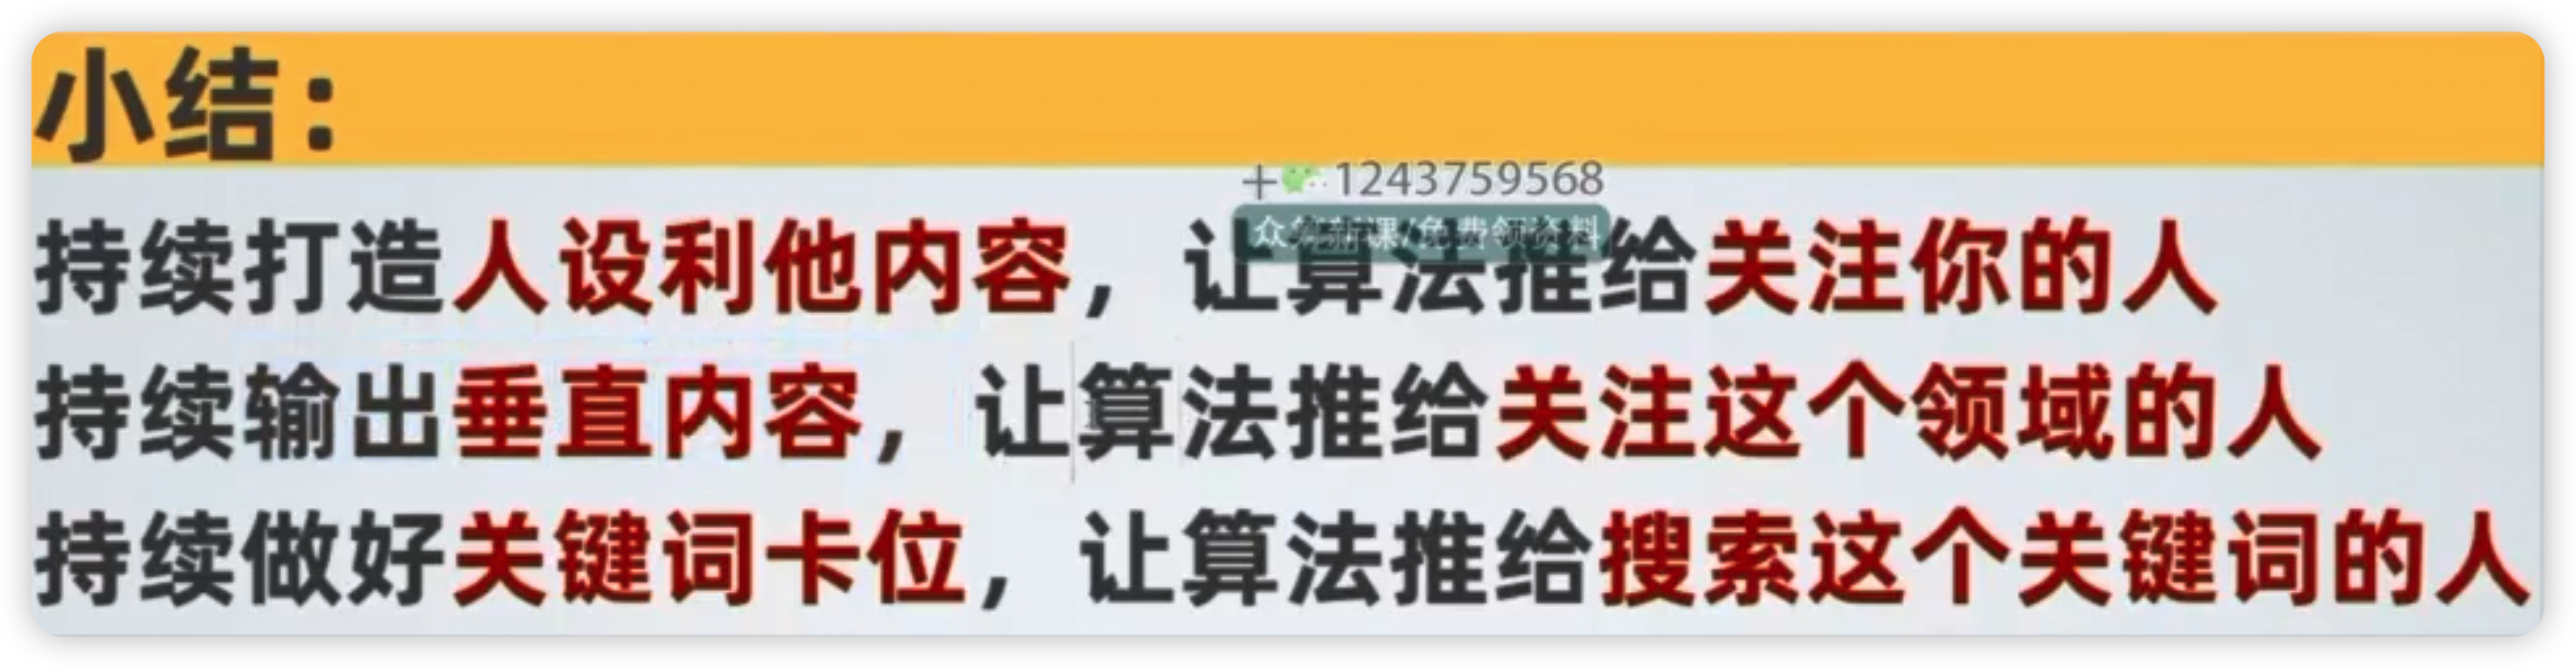 小结：
+ 1243759568
众筹新课/免费领资料
持续打造人设利他内容，让算法推给关注你的人
持续输出垂直内容，让算法推给关注这个领域的人
持续做好关键词卡位，让算法推给搜索这个关键词的人